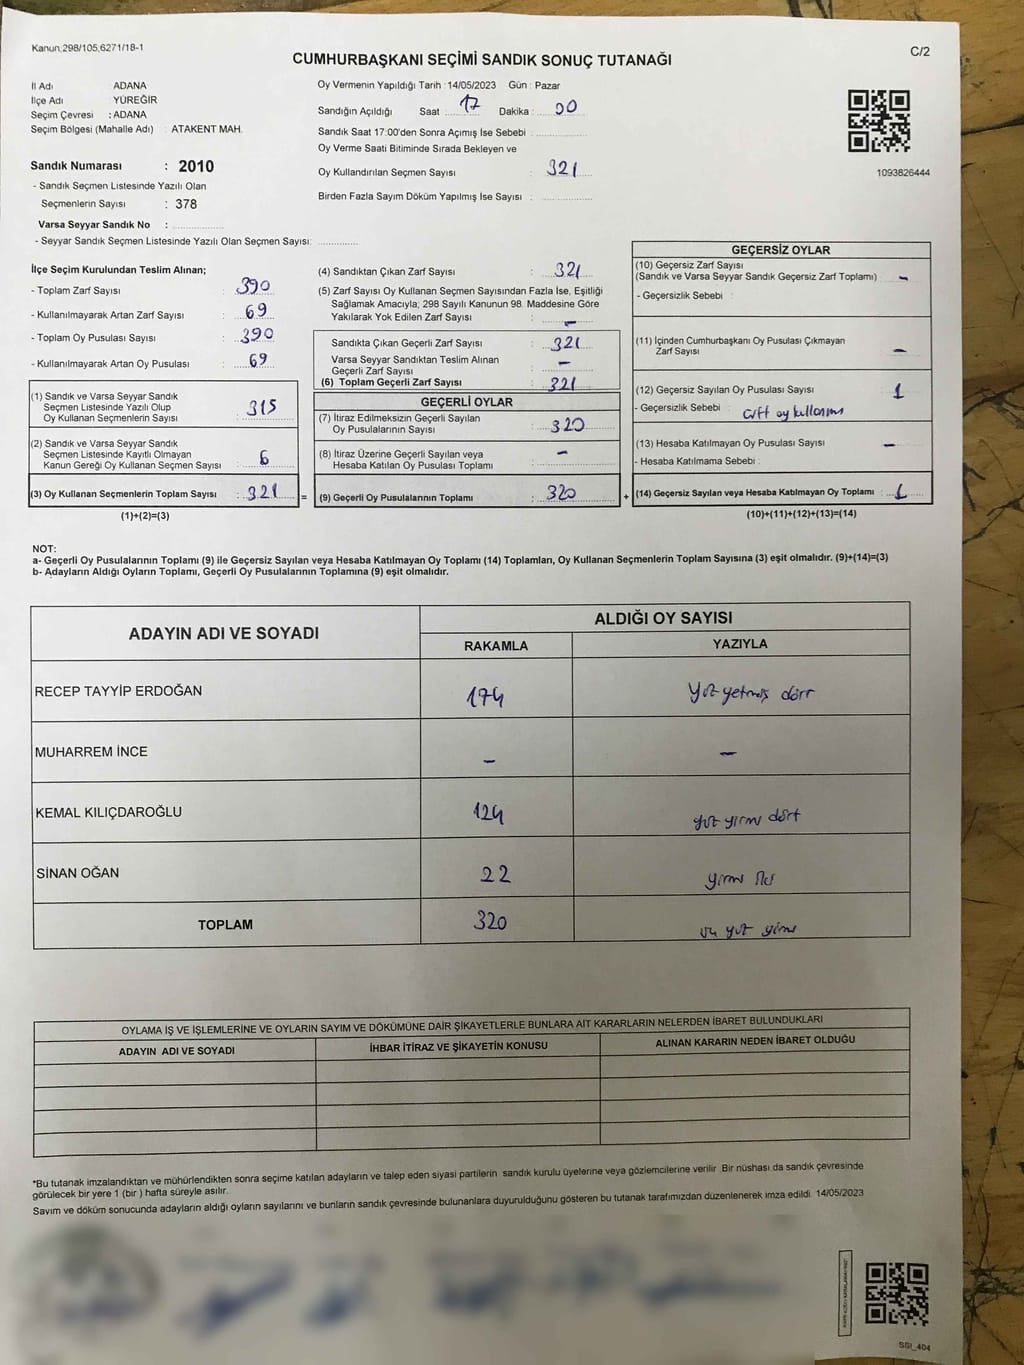 Kanun;298/105,6271/18-1
C/2
CUMHURBAŞKANI SEÇİMİ SANDIK SONUÇ TUTANAĞI
İl Adı ADANA
İlçe Adı YÜREĞİR
Seçim Çevresi : ADANA
Seçim Bölgesi (Mahalle Adı) : ATAKENT MAH.
Sandık Numarası : 2010
- Sandık Seçmen Listesinde Yazılı Olan
Seçmenlerin Sayısı : 378
Varsa Seyyar Sandık No :
- Seyyar Sandık Seçmen Listesinde Yazılı Olan Seçmen Sayısı:
Oy Vermenin Yapıldığı Tarih : 14/05/2023 Gün : Pazar
Sandığın Açıldığı Saat : 17 Dakika : 00
Sandık Saat 17:00'den Sonra Açımış İse Sebebi :
Oy Verme Saati Bitiminde Sırada Bekleyen ve
Oy Kullandırılan Seçmen Sayısı : 321
Birden Fazla Sayım Döküm Yapılmış İse Sayısı :
1093826444
İlçe Seçim Kurulundan Teslim Alınan;
- Toplam Zarf Sayısı : 390
- Kullanılmayarak Artan Zarf Sayısı : 69
- Toplam Oy Pusulası Sayısı : 390
- Kullanılmayarak Artan Oy Pusulası : 69
(1) Sandık ve Varsa Seyyar Sandık
Seçmen Listesinde Yazılı Olup
Oy Kullanan Seçmenlerin Sayısı : 315
(2) Sandık ve Varsa Seyyar Sandık
Seçmen Listesinde Kayıtlı Olmayan
Kanun Gereği Oy Kullanan Seçmen Sayısı : 6
(3) Oy Kullanan Seçmenlerin Toplam Sayısı : 321 =
(1)+(2)=(3)
(4) Sandıktan Çıkan Zarf Sayısı : 321
(5) Zarf Sayısı Oy Kullanan Seçmen Sayısından Fazla İse, Eşitliği
Sağlamak Amacıyla; 298 Sayılı Kanunun 98. Maddesine Göre
Yakılarak Yok Edilen Zarf Sayısı : -
Sandıkta Çıkan Geçerli Zarf Sayısı : 321
Varsa Seyyar Sandıktan Teslim Alınan
Geçerli Zarf Sayısı : -
(6) Toplam Geçerli Zarf Sayısı : 321
GEÇERLİ OYLAR
(7) İtiraz Edilmeksizin Geçerli Sayılan
Oy Pusulalarının Sayısı : 320
(8) İtiraz Üzerine Geçerli Sayılan veya
Hesaba Katılan Oy Pusulası Toplamı : -
(9) Geçerli Oy Pusulalarının Toplamı : 320 +
GEÇERSİZ OYLAR
(10) Geçersiz Zarf Sayısı
(Sandık ve Varsa Seyyar Sandık Geçersiz Zarf Toplamı) : -
- Geçersizlik Sebebi :
(11) İçinden Cumhurbaşkanı Oy Pusulası Çıkmayan
Zarf Sayısı : -
(12) Geçersiz Sayılan Oy Pusulası Sayısı : 1
- Geçersizlik Sebebi : Çift oy kullanımı
(13) Hesaba Katılmayan Oy Pusulası Sayısı : -
- Hesaba Katılmama Sebebi :
(14) Geçersiz Sayılan veya Hesaba Katılmayan Oy Toplamı : 1
(10)+(11)+(12)+(13)=(14)
NOT:
a- Geçerli Oy Pusulalarının Toplamı (9) ile Geçersiz Sayılan veya Hesaba Katılmayan Oy Toplamı (14) Toplamları, Oy Kullanan Seçmenlerin Toplam Sayısına (3) eşit olmalıdır. (9)+(14)=(3)
b- Adayların Aldığı Oyların Toplamı, Geçerli Oy Pusulalarının Toplamına (9) eşit olmalıdır.
ADAYIN ADI VE SOYADI
ALDIĞI OY SAYISI
RAKAMLA YAZIYLA
RECEP TAYYİP ERDOĞAN 174 Yüz yetmiş dört
MUHARREM İNCE - -
KEMAL KILIÇDAROĞLU 124 yüz yirmi dört
SİNAN OĞAN 22 yirmi iki
TOPLAM 320 üç yüz yirmi
OYLAMA İŞ VE İŞLEMLERİNE VE OYLARIN SAYIM VE DÖKÜMÜNE DAİR ŞİKAYETLERLE BUNLARA AİT KARARLARIN NELERDEN İBARET BULUNDUKLARI
ADAYIN ADI VE SOYADI İHBAR İTİRAZ VE ŞİKAYETİN KONUSU ALINAN KARARIN NEDEN İBARET OLDUĞU
*Bu tutanak imzalandıktan ve mühürlendikten sonra seçime katılan adayların ve talep eden siyasi partilerin sandık kurulu üyelerine veya gözlemcilerine verilir .Bir nüshası da sandık çevresinde
görülecek bir yere 1 (bir ) hafta süreyle asılır.
Sayım ve döküm sonucunda adayların aldığı oyların sayılarını ve bunların sandık çevresinde bulunanlara duyurulduğunu gösteren bu tutanak tarafımızdan düzenlenerek imza edildi. 14/05/2023
SGI_404